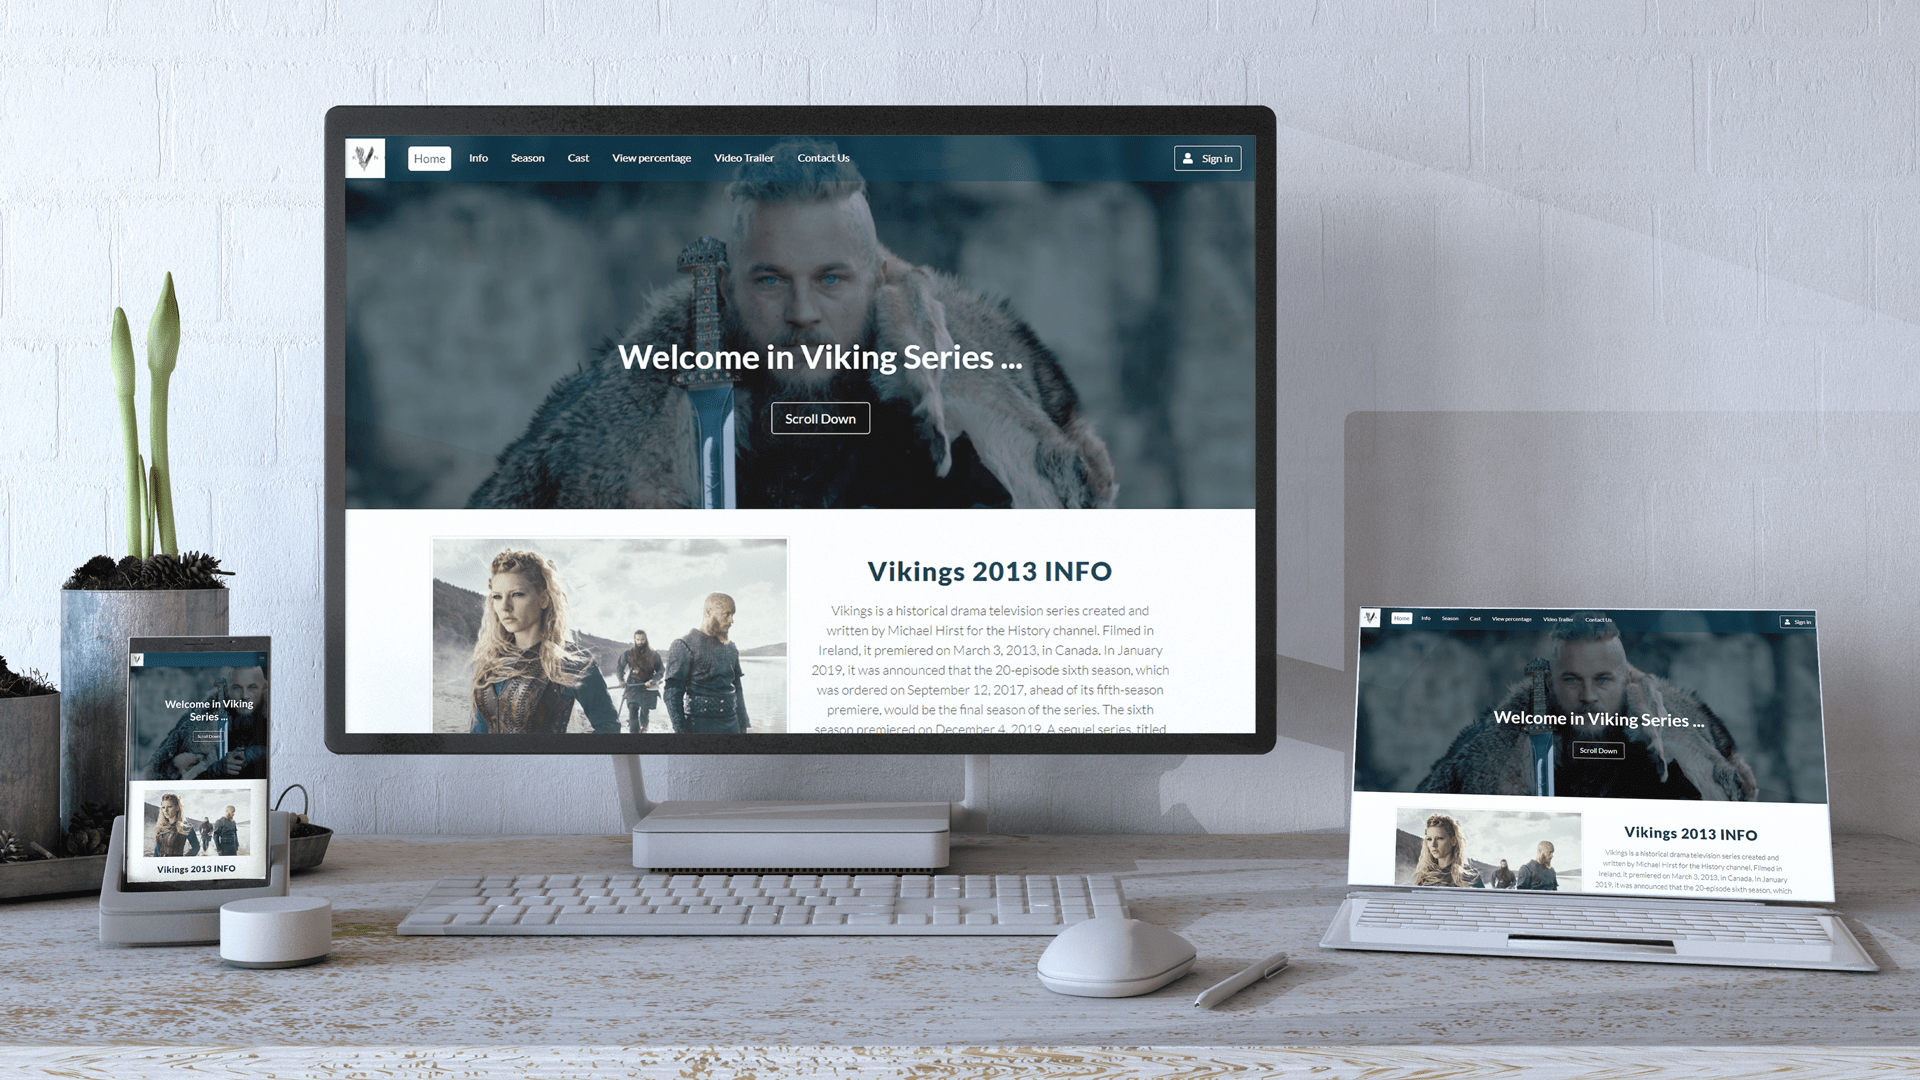 Home Info Season Cast View percentage Video Trailer Contact Us Sign in
Welcome in Viking Series ...
Scroll Down
Vikings 2013 INFO
Vikings is a historical drama television series created and
written by Michael Hirst for the History channel. Filmed in
Ireland, it premiered on March 3, 2013, in Canada. In January
2019, it was announced that the 20-episode sixth season, which
was ordered on September 12, 2017, ahead of its fifth-season
premiere, would be the final season of the series. The sixth
season premiered on December 4, 2019. A sequel series, titled
Welcome in Viking
Series ...
Scroll Down
Vikings 2013 INFO
Home Info Season Cast View percentage Video Trailer Contact Us Sign in
Welcome in Viking Series ...
Scroll Down
Vikings 2013 INFO
Vikings is a historical drama television series created and
written by Michael Hirst for the History channel. Filmed in
Ireland, it premiered on March 3, 2013, in Canada. In January
2019, it was announced that the 20-episode sixth season, which